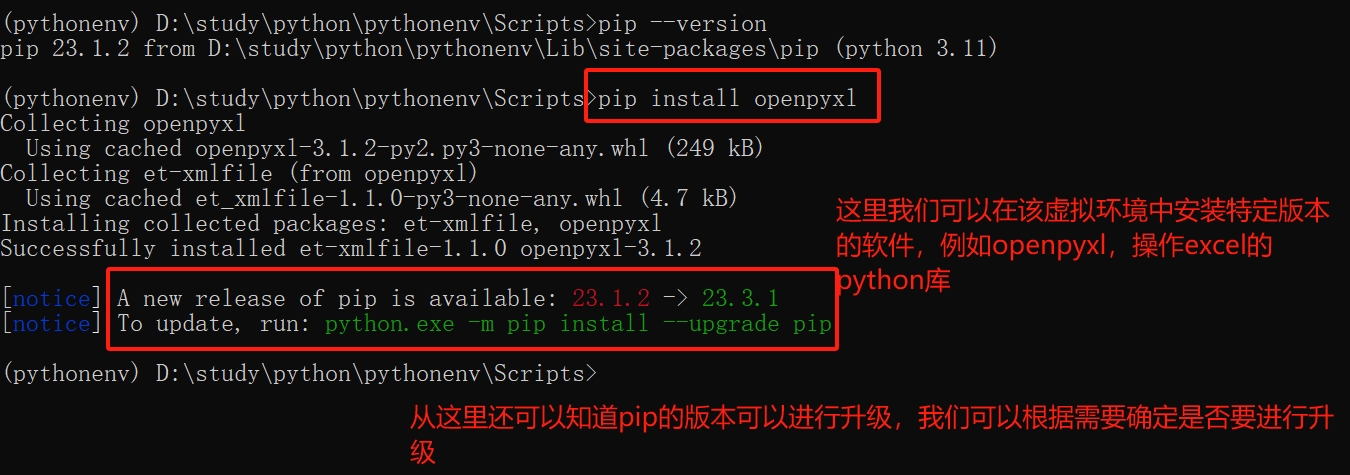 (pythonenv) D:\study\python\pythonenv\Scripts>pip --version
pip 23.1.2 from D:\study\python\pythonenv\Lib\site-packages\pip (python 3.11)
(pythonenv) D:\study\python\pythonenv\Scripts>pip install openpyxl
Collecting openpyxl
  Using cached openpyxl-3.1.2-py2.py3-none-any.whl (249 kB)
Collecting et-xmlfile (from openpyxl)
  Using cached et_xmlfile-1.1.0-py3-none-any.whl (4.7 kB)
Installing collected packages: et-xmlfile, openpyxl
Successfully installed et-xmlfile-1.1.0 openpyxl-3.1.2
这里我们可以在该虚拟环境中安装特定版本
的软件，例如openpyxl，操作excel的
python库
[notice] A new release of pip is available: 23.1.2 -> 23.3.1
[notice] To update, run: python.exe -m pip install --upgrade pip
(pythonenv) D:\study\python\pythonenv\Scripts>
从这里还可以知道pip的版本可以进行升级，我们可以根据需要确定是否要进行升
级